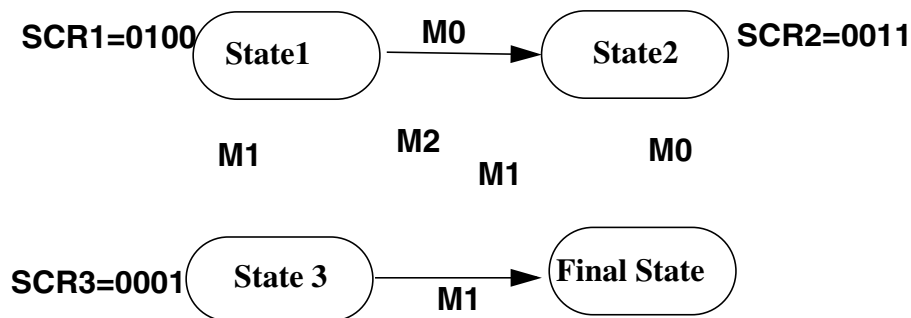 SCR1=0100
State1
M0
State2
SCR2=0011
M1
M2
M1
M0
SCR3=0001
State 3
M1
Final State